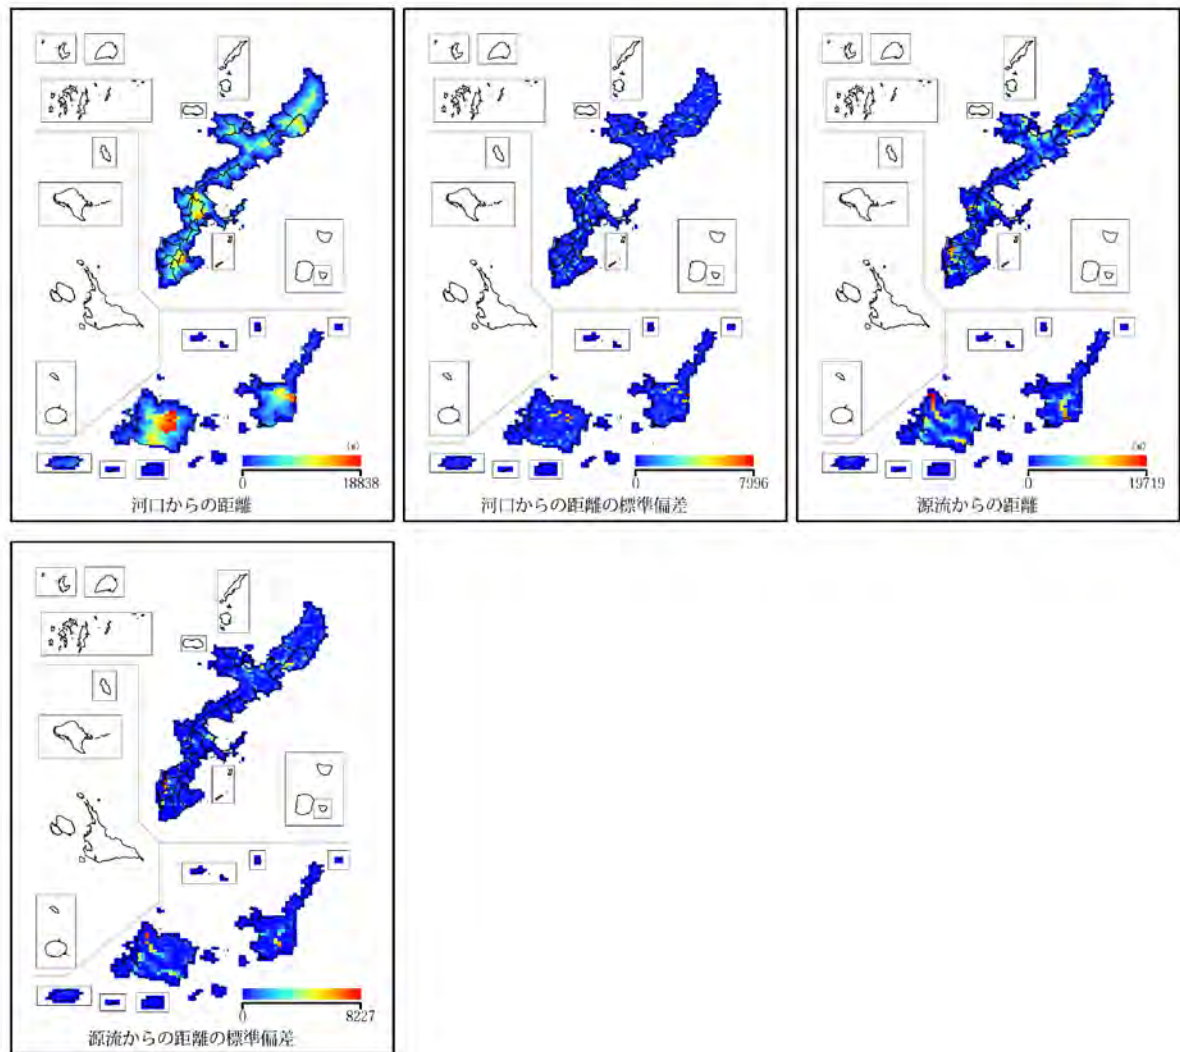 (m)
0 18838
河口からの距離
0 7996
河口からの距離の標準偏差
(m)
0 19719
源流からの距離
0 8227
源流からの距離の標準偏差